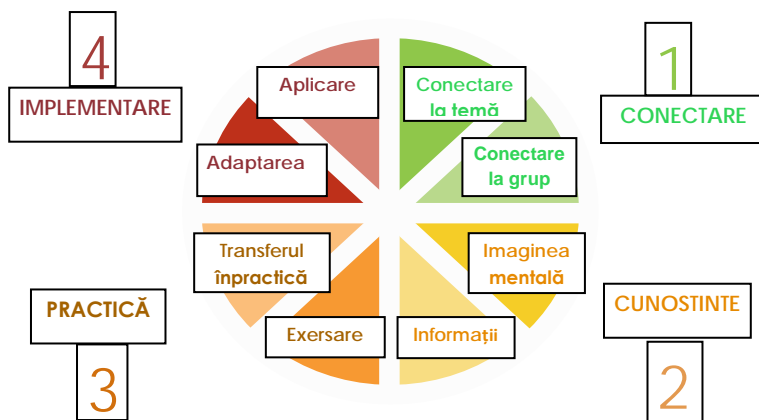 4
IMPLEMENTARE
Aplicare
Conectare
la temă
1
CONECTARE
Adaptarea
Conectare
la grup
Transferul
înpractică
Imaginea
mentală
PRACTICĂ
3
Exersare
Informații
CUNOSTINTE
2